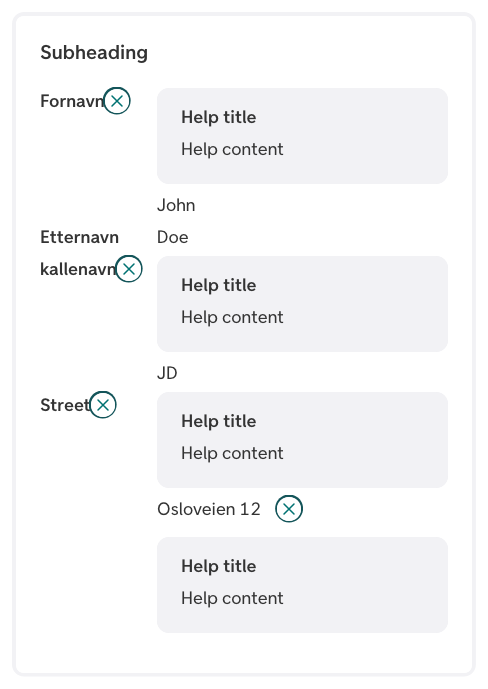 Subheading
Fornavn
Help title
Help content
John
Etternavn Doe
kallenavn
Help title
Help content
JD
Street
Help title
Help content
Osloveien 12
Help title
Help content